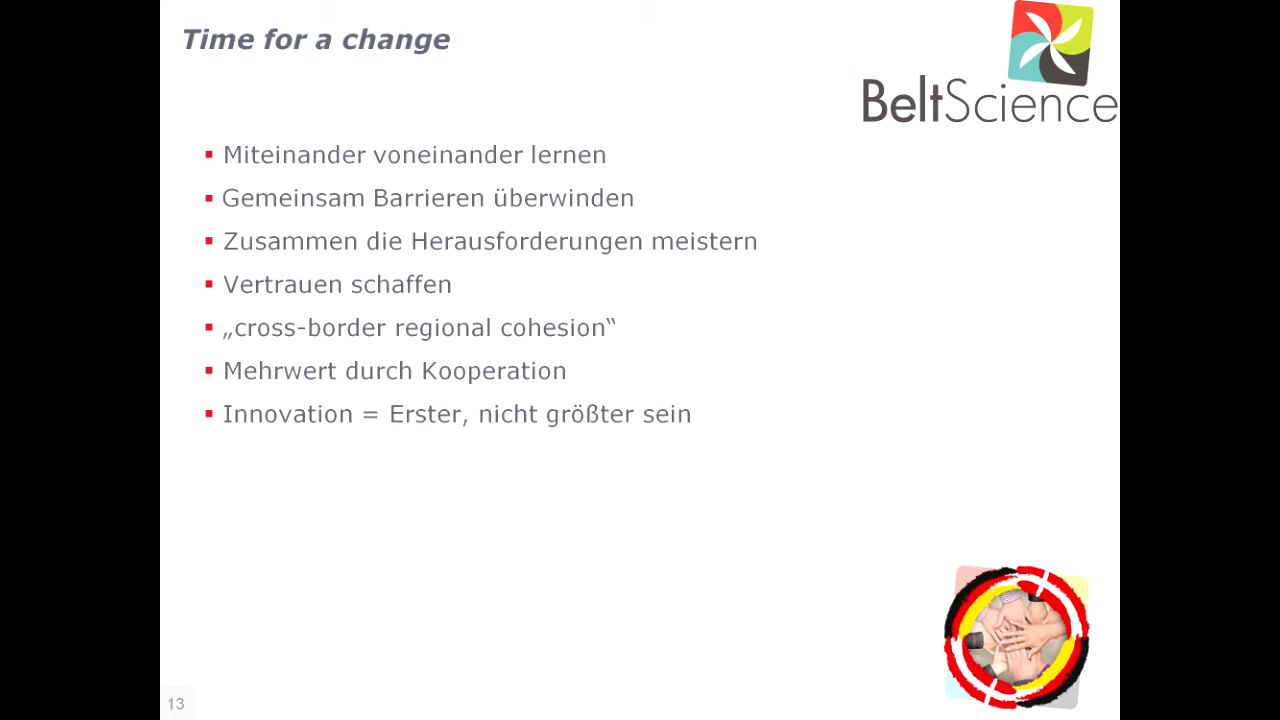 Time for a change
BeltScience
Miteinander voneinander lernen
Gemeinsam Barrieren überwinden
Zusammen die Herausforderungen meistern
Vertrauen schaffen
„cross-border regional cohesion“
Mehrwert durch Kooperation
Innovation = Erster, nicht größter sein
13